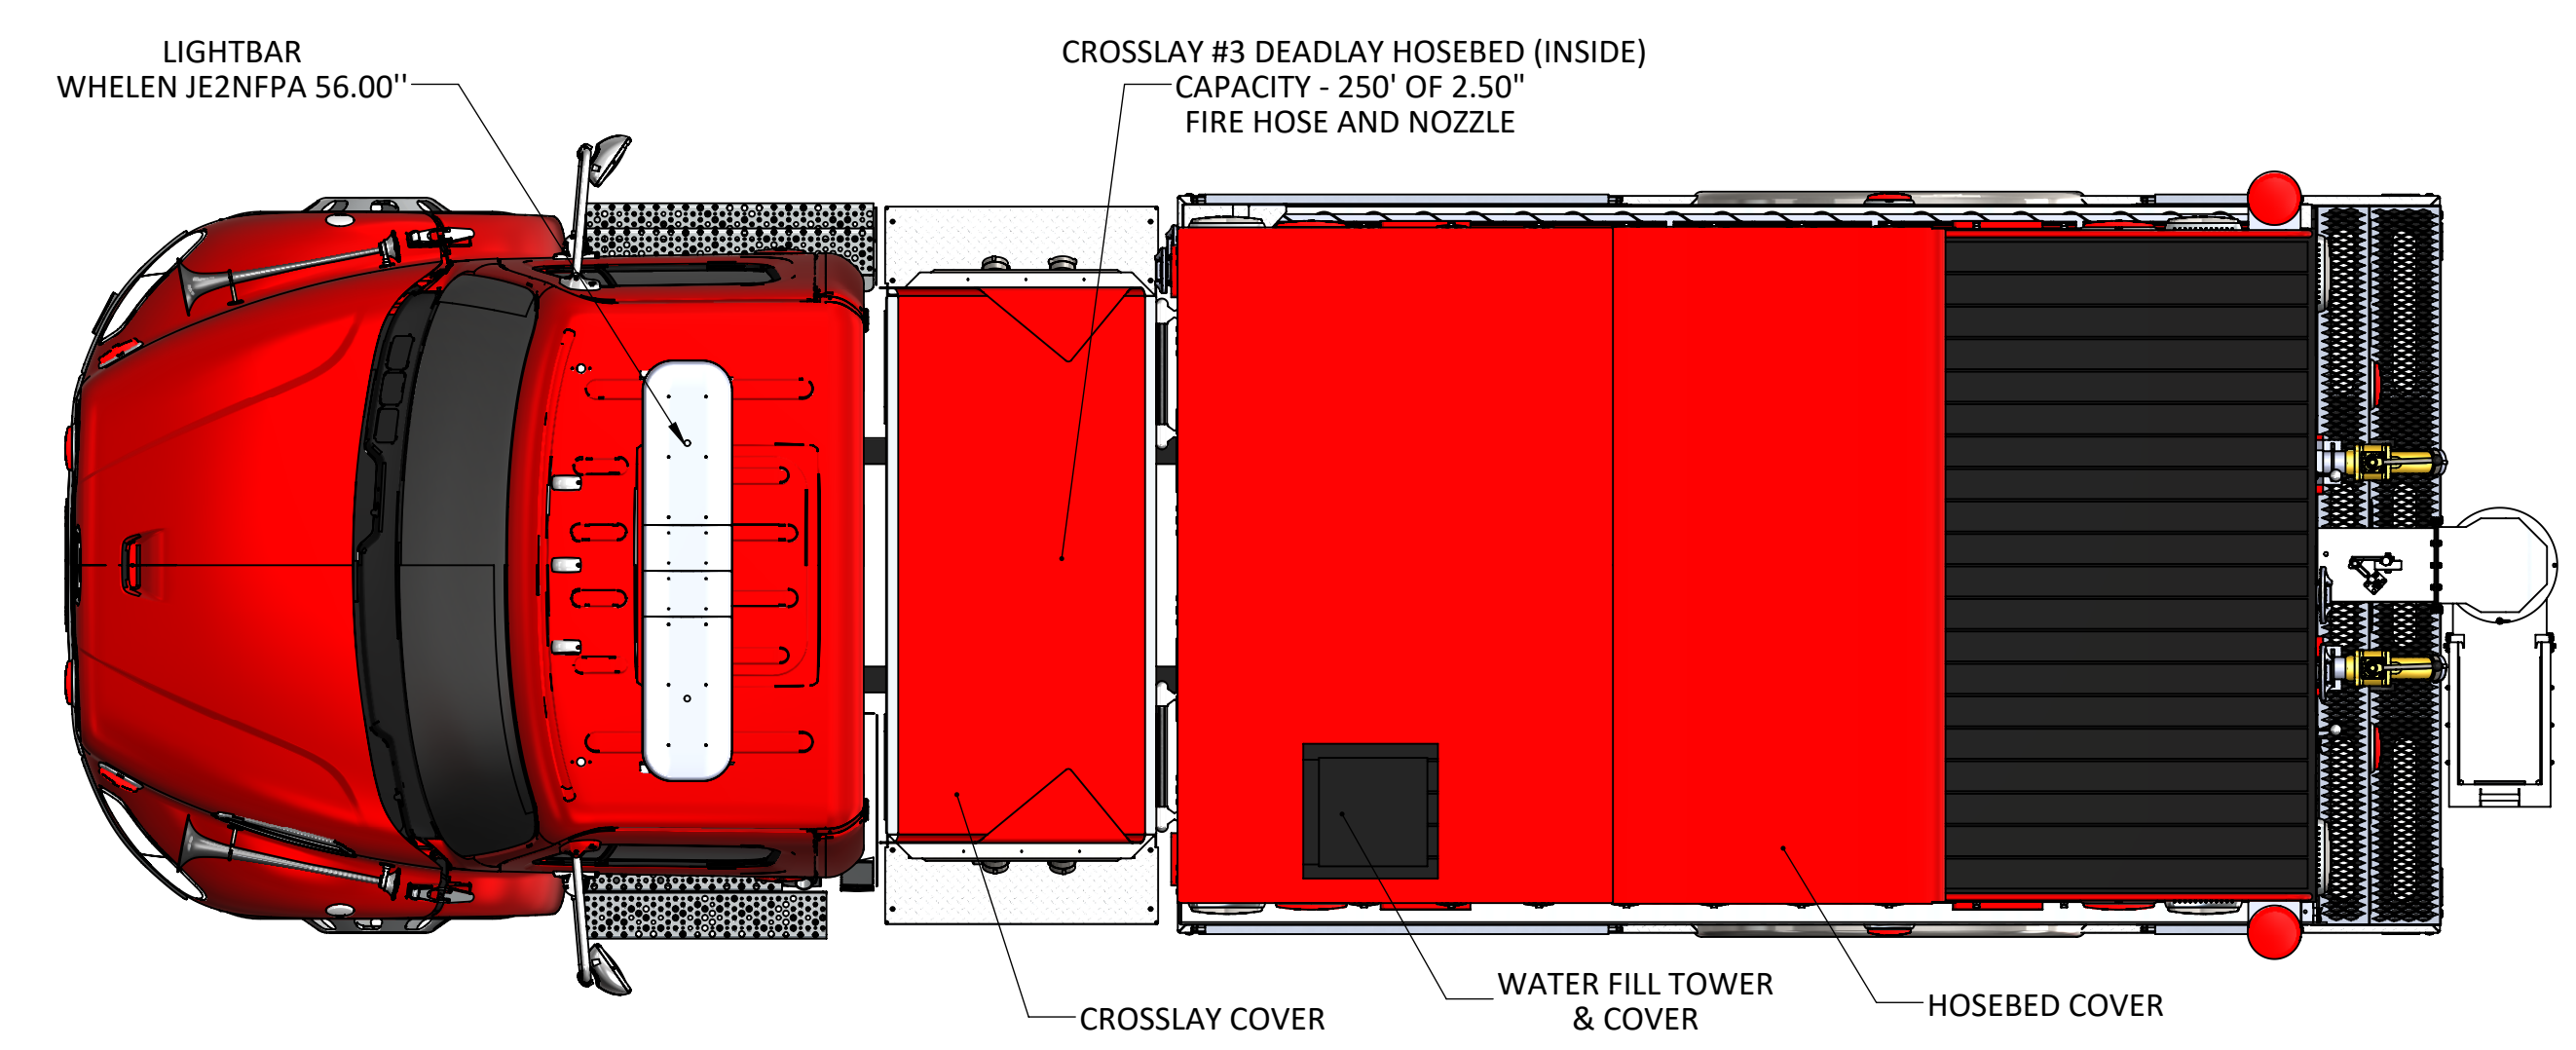 LIGHTBAR
WHELEN JE2NFPA 56.00''
CROSSLAY #3 DEADLAY HOSEBED (INSIDE)
CAPACITY - 250' OF 2.50"
FIRE HOSE AND NOZZLE
CROSSLAY COVER
WATER FILL TOWER
& COVER
HOSEBED COVER